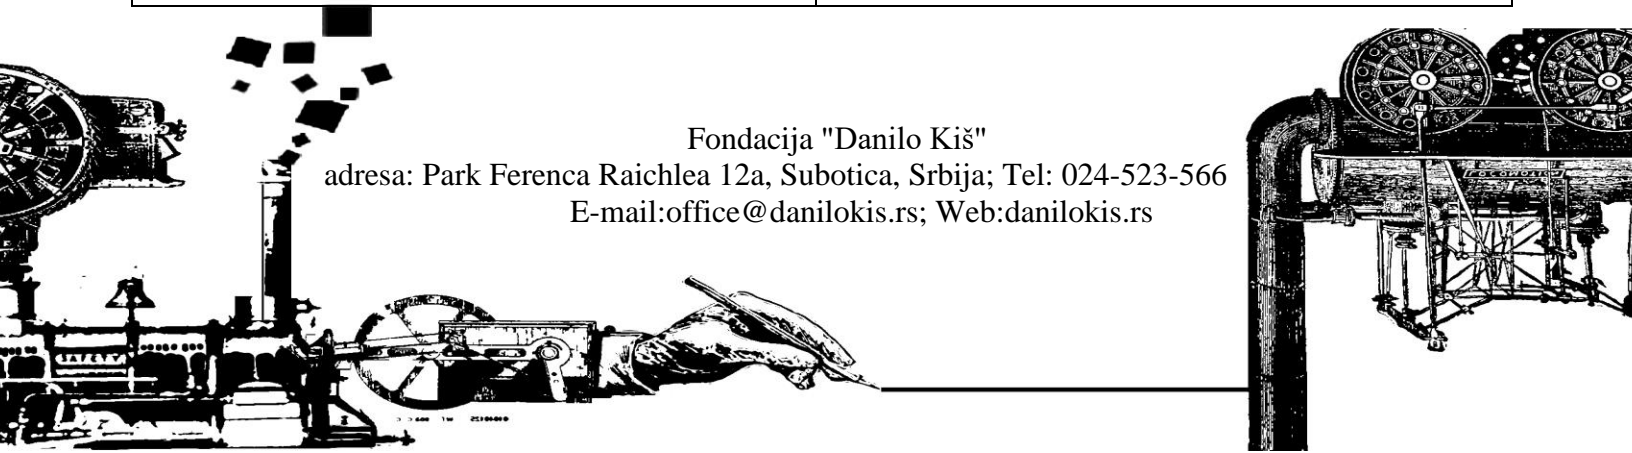 Fondacija "Danilo Kiš"
adresa: Park Ferenca Raichlea 12a, Subotica, Srbija; Tel: 024-523-566
E-mail:office@danilokis.rs; Web:danilokis.rs